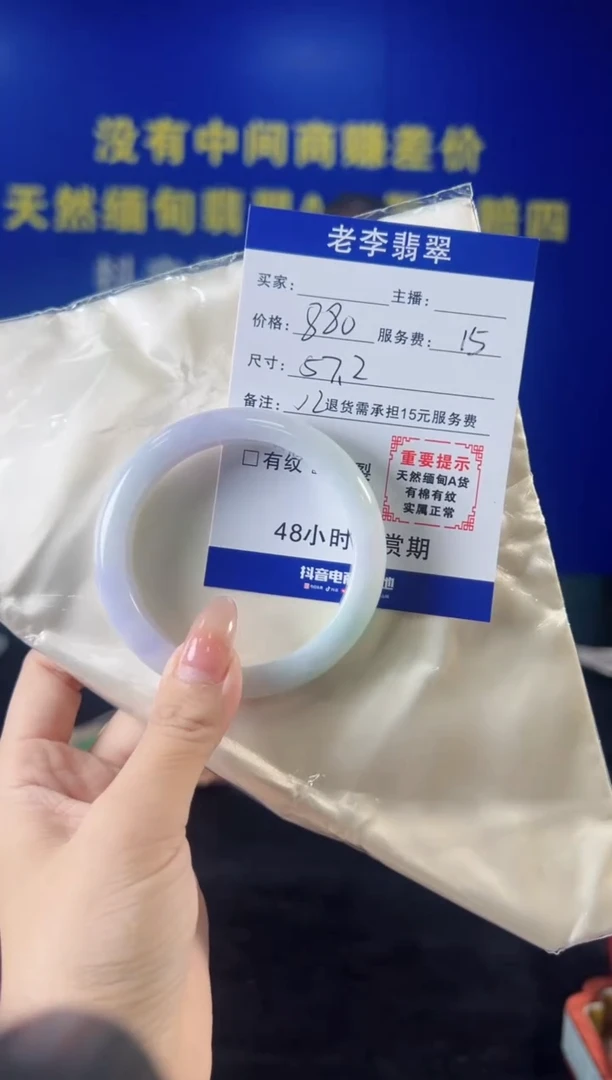 没有中间商赚差价
天然缅甸翡翠A 赔四
老李翡翠
买家: 主播:
价格: 880 服务费: 15
尺寸: 57.2
备注: 退货需承担15元服务费
□有纹 裂
重要提示
天然缅甸A货
有棉有纹
实属正常
48小时 赏期
抖音电商 地